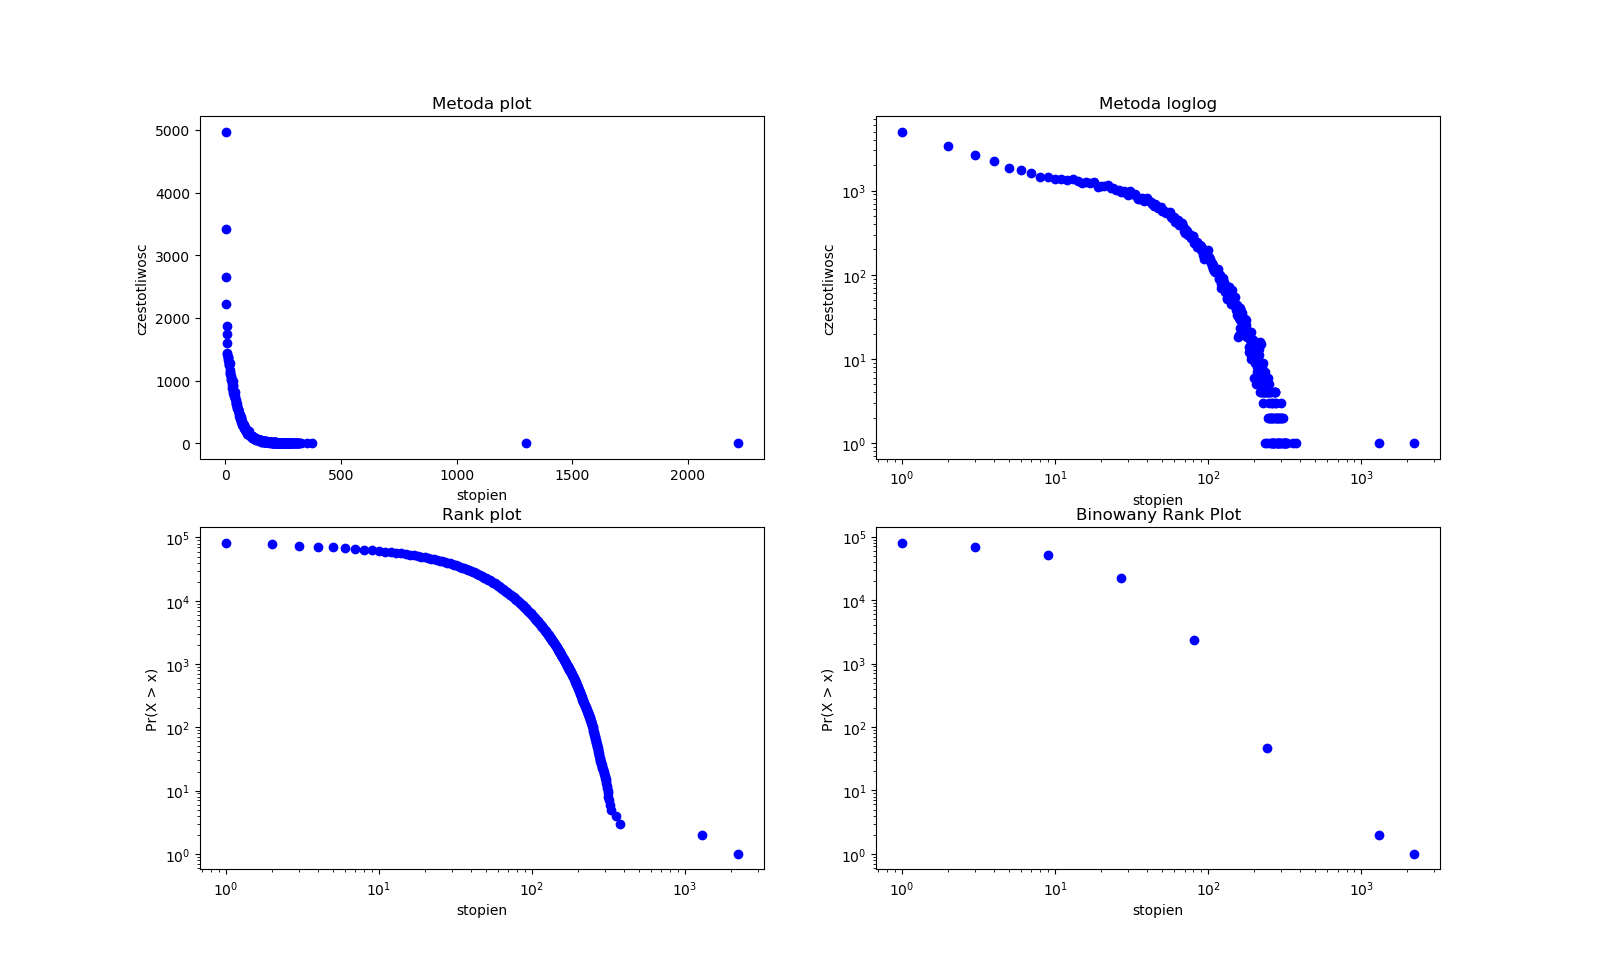 Metoda plot
5000
4000
3000
2000
1000
0
czestotliwosc
0 500 1000 1500 2000
stopien
Metoda loglog
10³
10²
10¹
10⁰
czestotliwosc
10⁰ 10¹ 10² 10³
stopien
Rank plot
10⁵
10⁴
10³
10²
10¹
10⁰
Pr(X > x)
10⁰ 10¹ 10² 10³
stopien
Binowany Rank Plot
10⁵
10⁴
10³
10²
10¹
10⁰
Pr(X > x)
10⁰ 10¹ 10² 10³
stopien